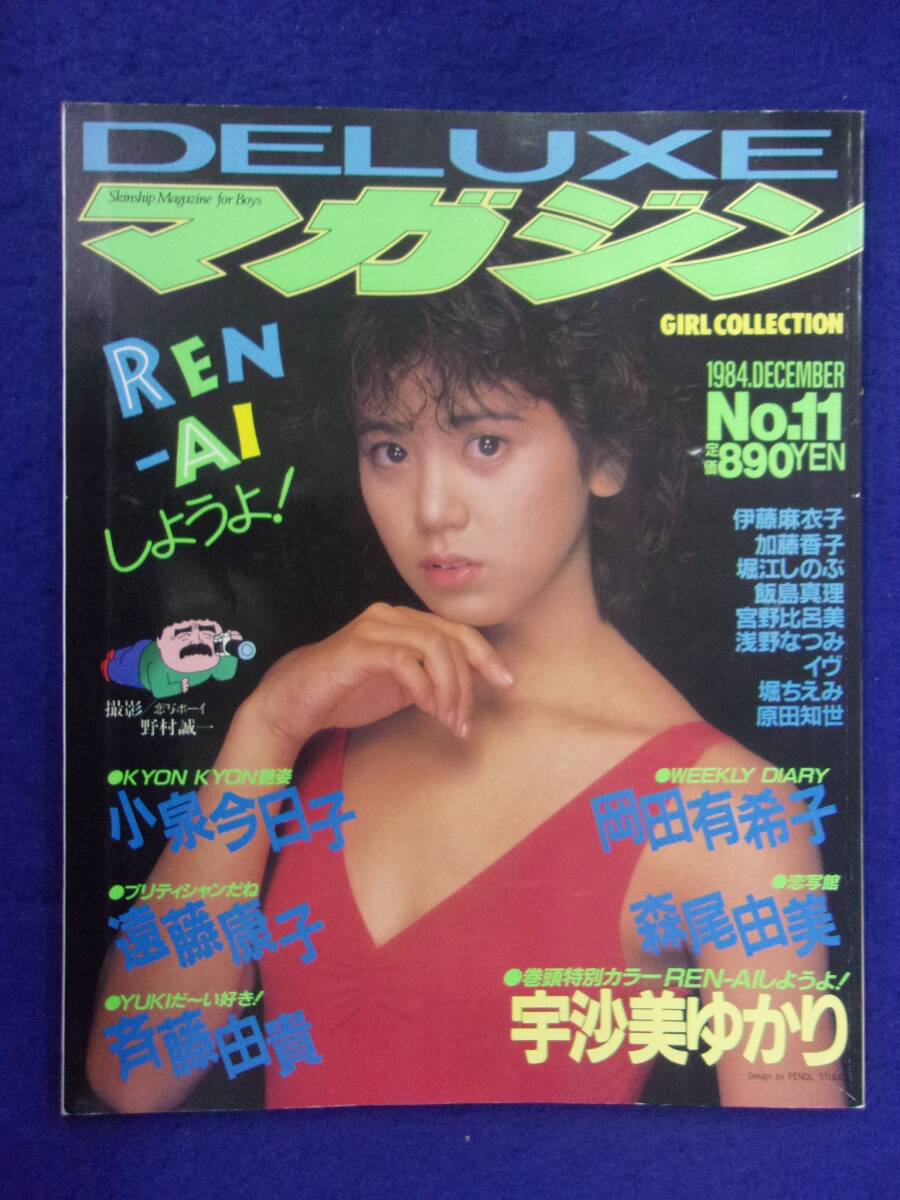 DELUXE
Skinship Magazine for Boys
マガジン
GIRL COLLECTION
REN
-AI
しようよ!
1984.DECEMBER
No.11
定価890YEN
伊藤麻衣子
加藤香子
堀江しのぶ
飯島真理
宮野比呂美
浅野なつみ
イヴ
堀ちえみ
原田知世
撮影/恋写ボーイ
野村誠一
●KYON KYON艶姿
小泉今日子
●WEEKLY DIARY
岡田有希子
●プリティシャンだね
遠藤康子
●恋写館
森尾由美
●YUKIだ〜い好き!
斉藤由貴
●巻頭特別カラーREN-AIしようよ!
宇沙美ゆかり
Design by PENCIL STUDIO